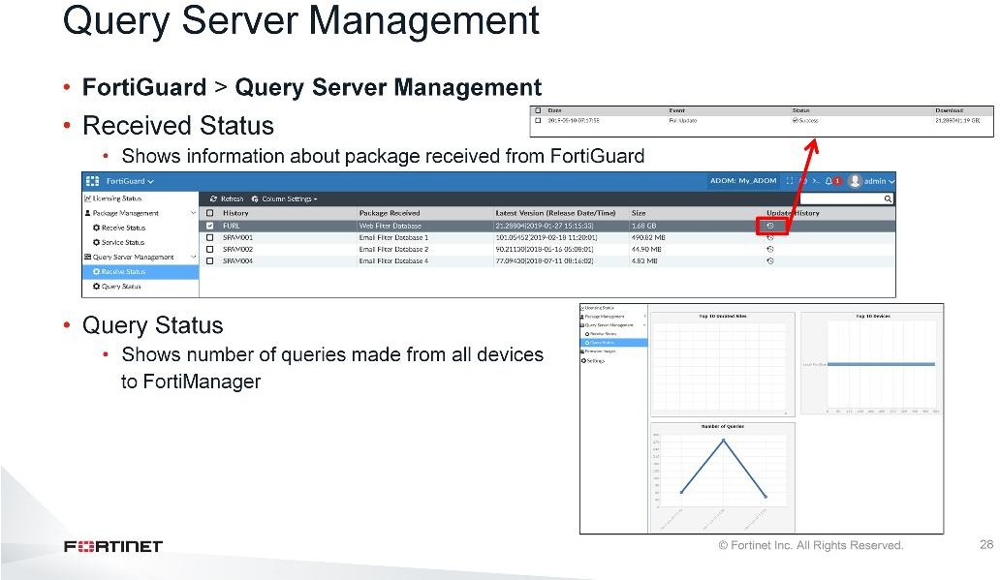 Query Server Management
• FortiGuard > Query Server Management
• Received Status
• Shows information about package received from FortiGuard
Date Event Status Download
2019-05-10 07:17:58 Poll Update Success 21.28804(1.19 GB)
FortiGuard ADOM: My_ADOM 1 admin
Licensing Status
Package Management
Receive Status
Service Status
Query Server Management
Receive Status
Query Status
Refresh Column Settings
History Package Received Latest Version (Release Date/Time) Size Update History
FURL Web Filter Database 21.28804(2019-01-27 15:15:33) 1.68 GB
SPAM001 Email Filter Database 1 101.05452(2019-02-18 11:20:01) 490.82 MB
SPAM002 Email Filter Database 2 90.21130(2018-05-16 05:08:01) 44.90 MB
SPAM004 Email Filter Database 4 77.09430(2018-07-11 08:16:02) 4.83 MB
• Query Status
• Shows number of queries made from all devices
to FortiManager
Licensing Status
Package Management
Query Server Management
Receive Status
Query Status
Firmware Images
Settings
Top 10 Unrated Sites
Top 10 Devices
Number of Queries
FORTINET
© Fortinet Inc. All Rights Reserved.
28